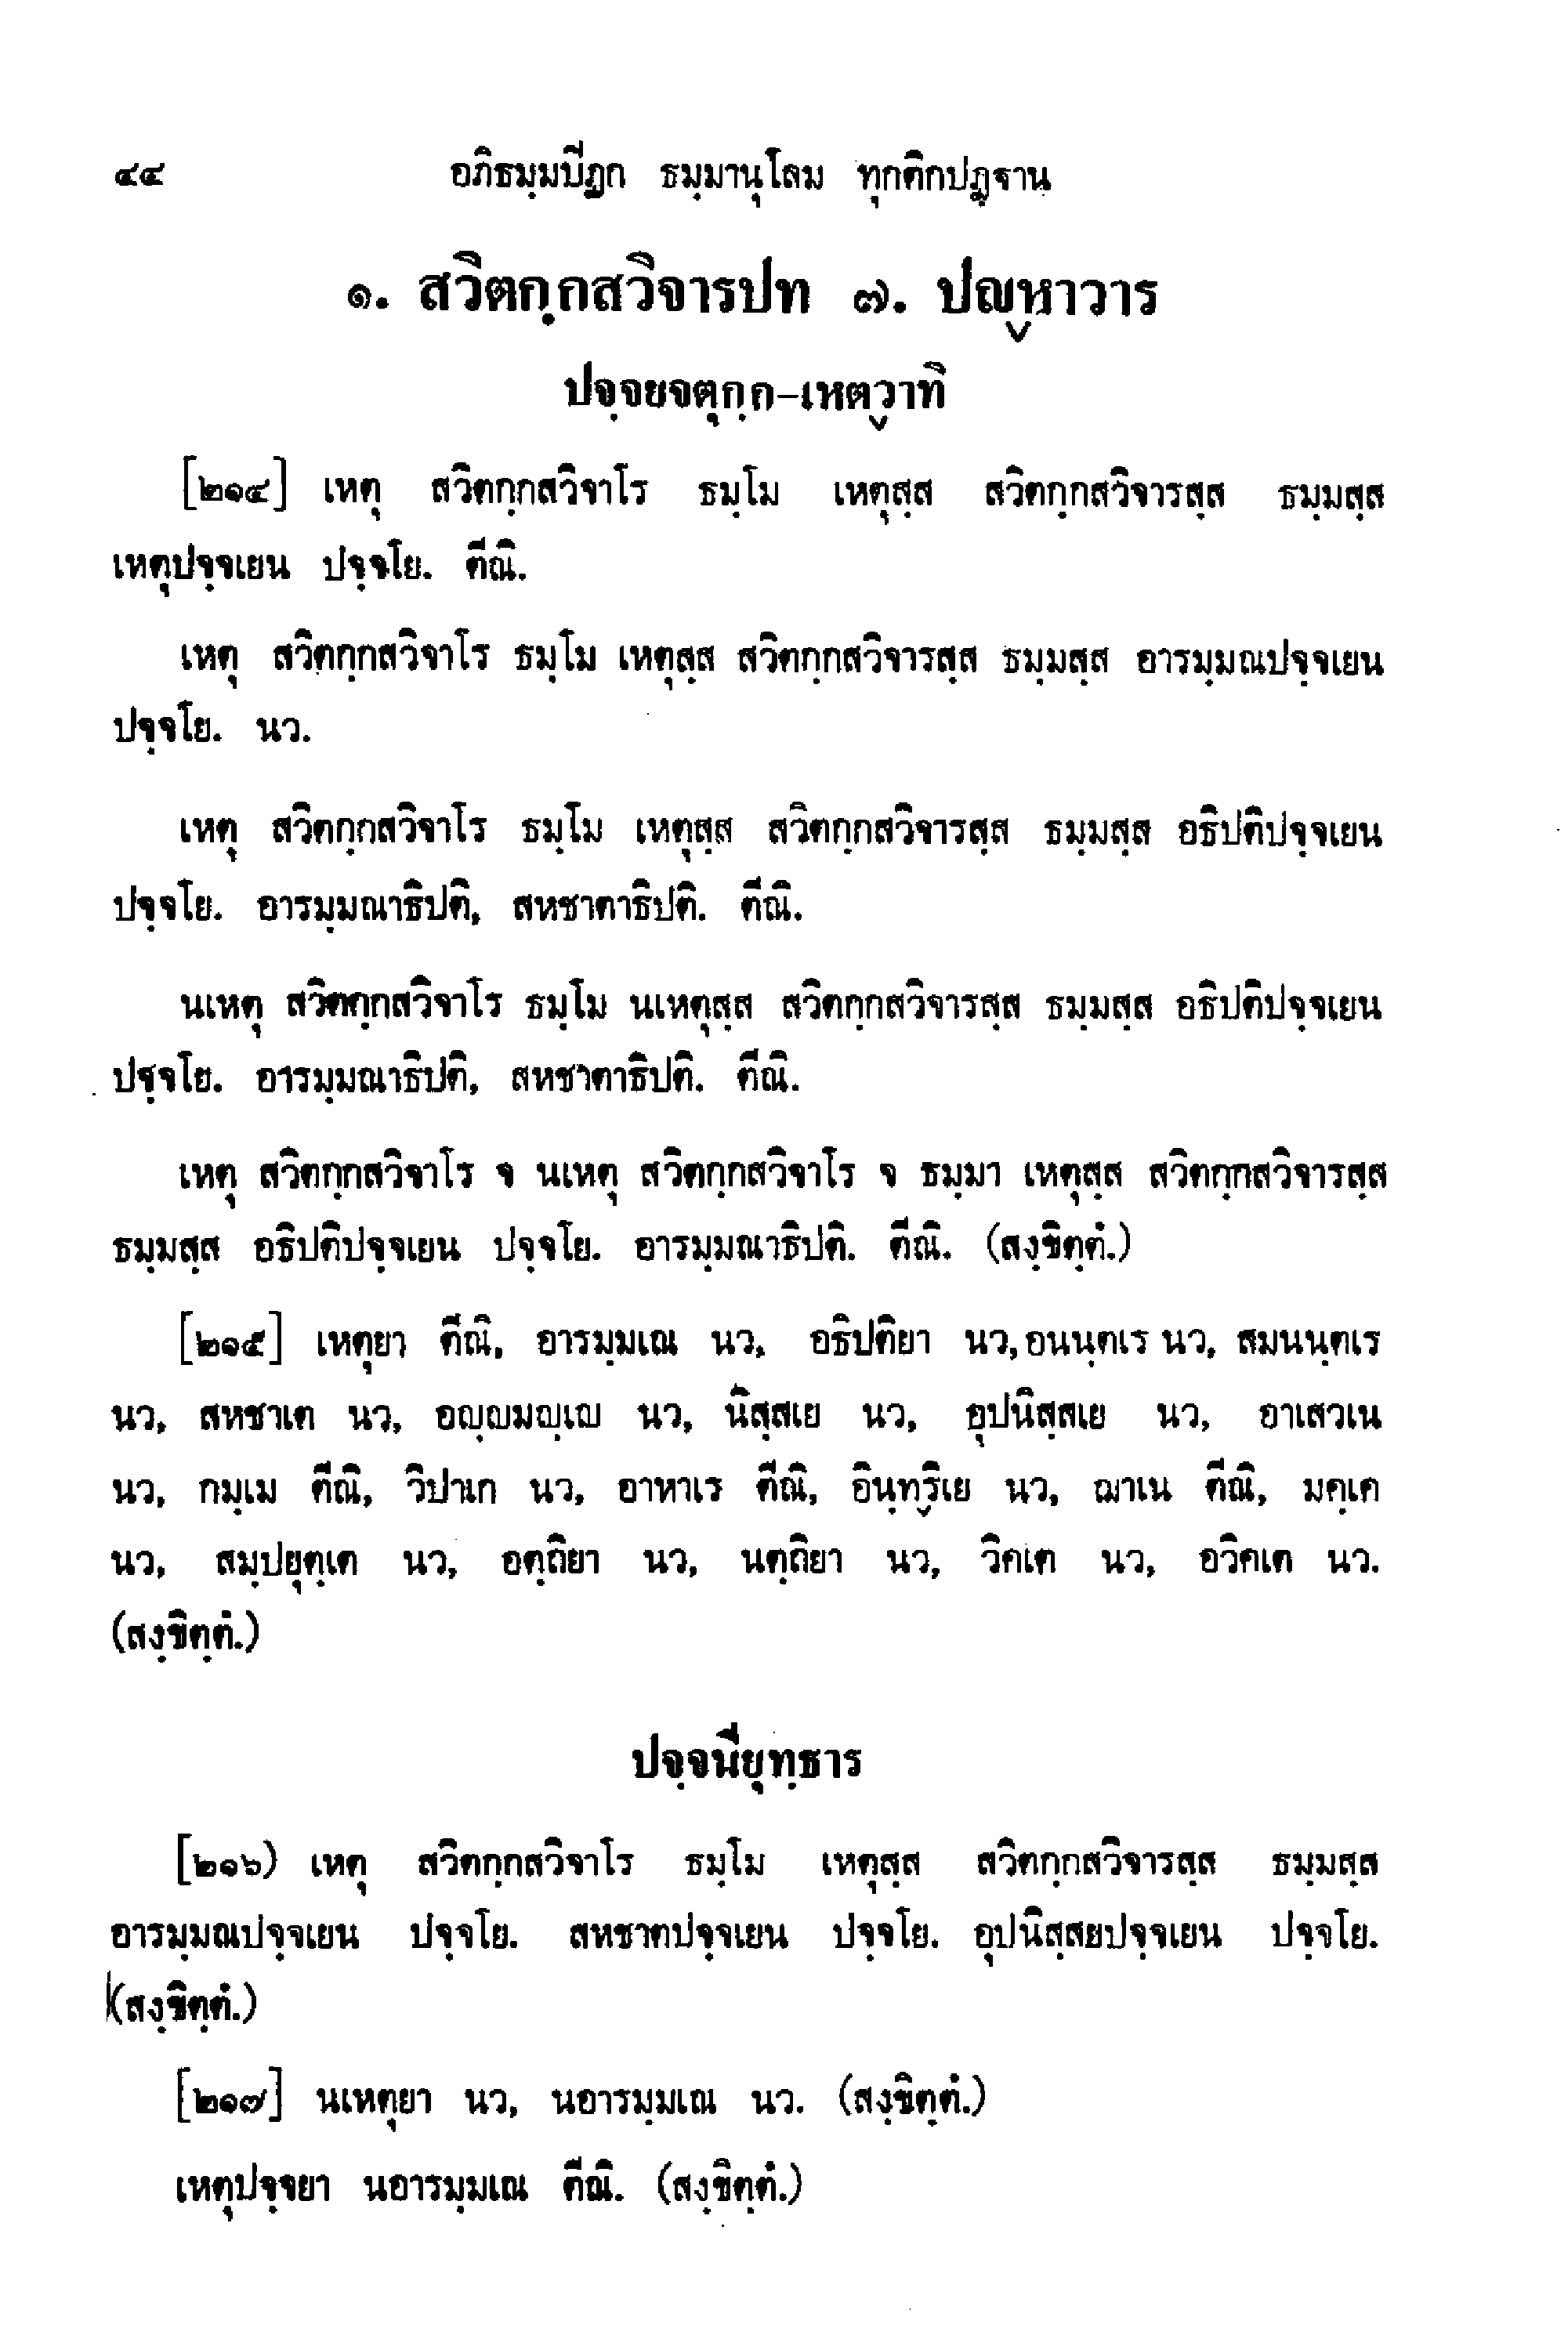 ๔๔ อภิธมฺมปีฏก ธมฺมานุโลม ทุกติกปฏฺฐาน
๑. สวิตกฺกสวิจารปท ๗. ปญฺหาวาร
ปจฺจยจตุกฺก-เหตฺวาทิ
[๒๑๔] เหตุ สวิตกฺกสวิจาโร ธมฺโม เหตุสฺส สวิตกฺกสวิจารสฺส ธมฺมสฺส
เหตุปจฺจเยน ปจฺจโย. ตีณิ.
เหตุ สวิตกฺกสวิจาโร ธมฺโม เหตุสฺส สวิตกฺกสวิจารสฺส ธมฺมสฺส อารมฺมณปจฺจเยน
ปจฺจโย. นว.
เหตุ สวิตกฺกสวิจาโร ธมฺโม เหตุสฺส สวิตกฺกสวิจารสฺส ธมฺมสฺส อธิปติปจฺจเยน
ปจฺจโย. อารมฺมณาธิปติ, สหชาตาธิปติ. ตีณิ.
นเหตุ สวิตกฺกสวิจาโร ธมฺโม นเหตุสฺส สวิตกฺกสวิจารสฺส ธมฺมสฺส อธิปติปจฺจเยน
ปจฺจโย. อารมฺมณาธิปติ, สหชาตาธิปติ. ตีณิ.
เหตุ สวิตกฺกสวิจาโร จ นเหตุ สวิตกฺกสวิจาโร จ ธมฺมา เหตุสฺส สวิตกฺกสวิจารสฺส
ธมฺมสฺส อธิปติปจฺจเยน ปจฺจโย. อารมฺมณาธิปติ. ตีณิ. (สงฺขิตฺตํ.)
[๒๑๕] เหตุยา ตีณิ, อารมฺมเณ นว, อธิปติยา นว, อนนฺตเร นว, สมนนฺตเร
นว, สหชาเต นว, อญฺญมญฺเญ นว, นิสฺสเย นว, อุปนิสฺสเย นว, อาเสวเน
นว, กมฺเม ตีณิ, วิปาเก นว, อาหาเร ตีณิ, อินฺทฺริเย นว, ฌาเน ตีณิ, มคฺเค
นว, สมฺปยุตฺเต นว, อตฺถิยา นว, นตฺถิยา นว, วิคเต นว, อวิคเต นว.
(สงฺขิตฺตํ.)
ปจฺจนียุทฺธาร
[๒๑๖) เหตุ สวิตกฺกสวิจาโร ธมฺโม เหตุสฺส สวิตกฺกสวิจารสฺส ธมฺมสฺส
อารมฺมณปจฺจเยน ปจฺจโย. สหชาตปจฺจเยน ปจฺจโย. อุปนิสฺสยปจฺจเยน ปจฺจโย.
(สงฺขิตฺตํ.)
[๒๑๗] นเหตุยา นว, นอารมฺมเณ นว. (สงฺขิตฺตํ.)
เหตุปจฺจยา นอารมฺมเณ ตีณิ. (สงฺขิตฺตํ.)